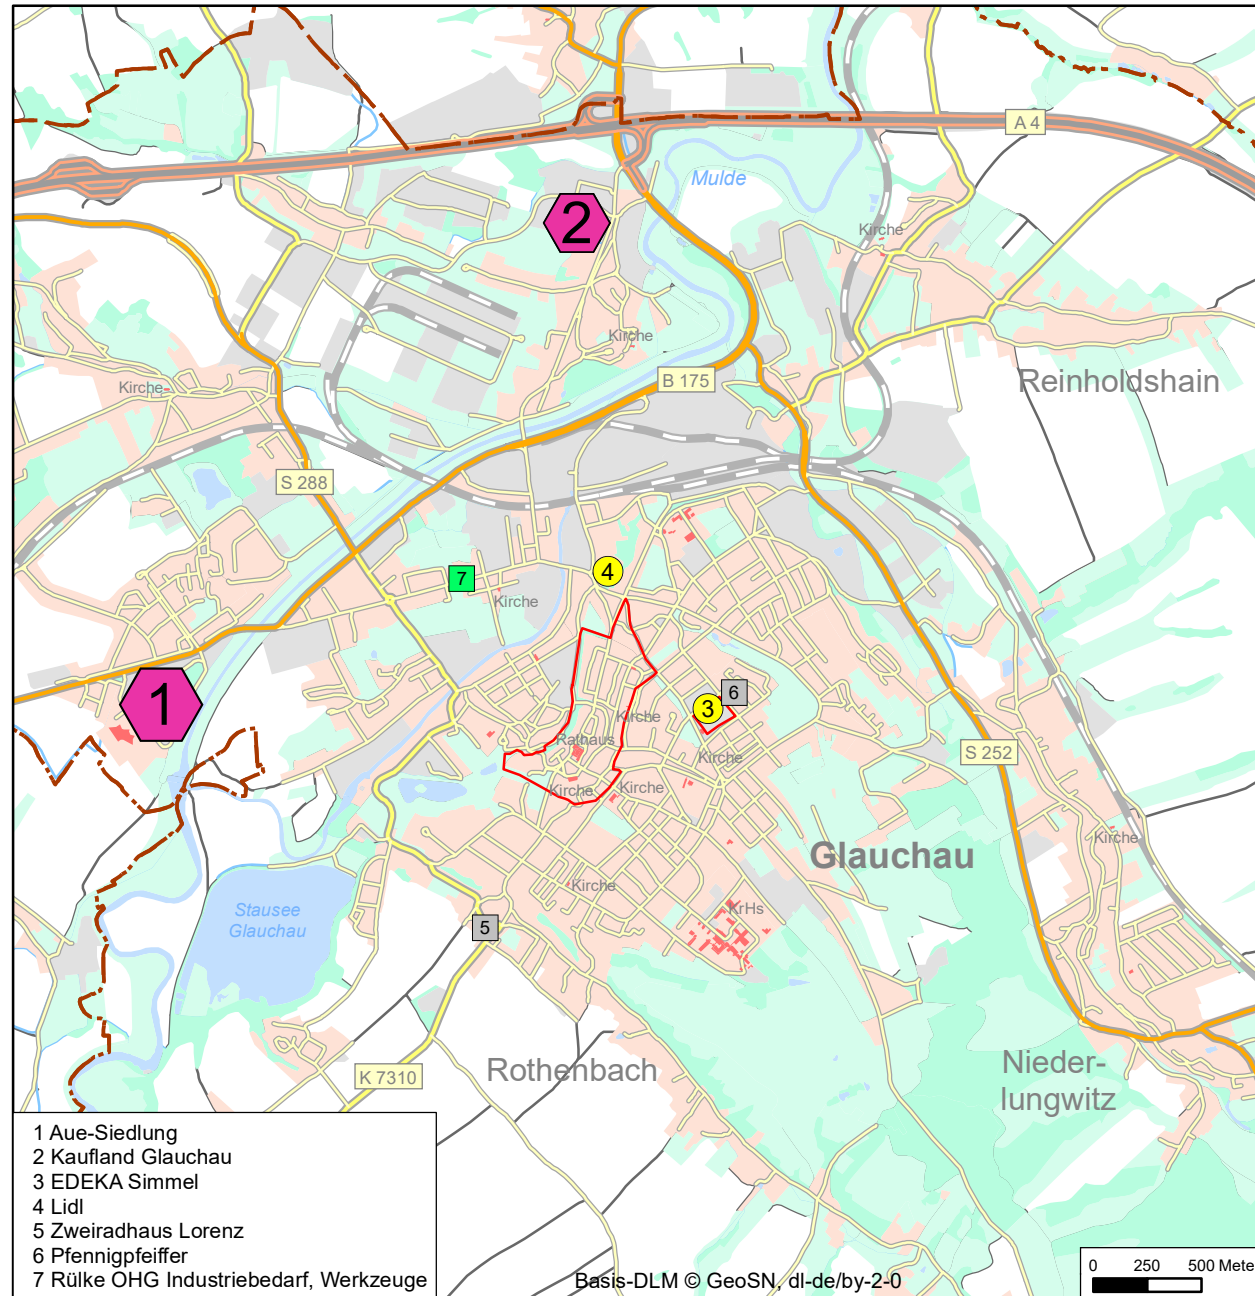 A 4
Mulde
2
Kirche
Kirche
B 175
Reinholdshain
Kirche
S 288
4
7
Kirche
6
1
3
Kirche
Rathaus
S 252
Kirche
Kirche
Kirche
Kirche
Glauchau
Kirche
KrHs
Stausee
Glauchau
5
Rothenbach
Nieder-
lungwitz
K 7310
1 Aue-Siedlung
2 Kaufland Glauchau
3 EDEKA Simmel
4 Lidl
5 Zweiradhaus Lorenz
6 Pfennigpfeiffer
7 Rülke OHG Industriebedarf, Werkzeuge
Basis-DLM © GeoSN, dl-de/by-2-0
0 250 500 Mete